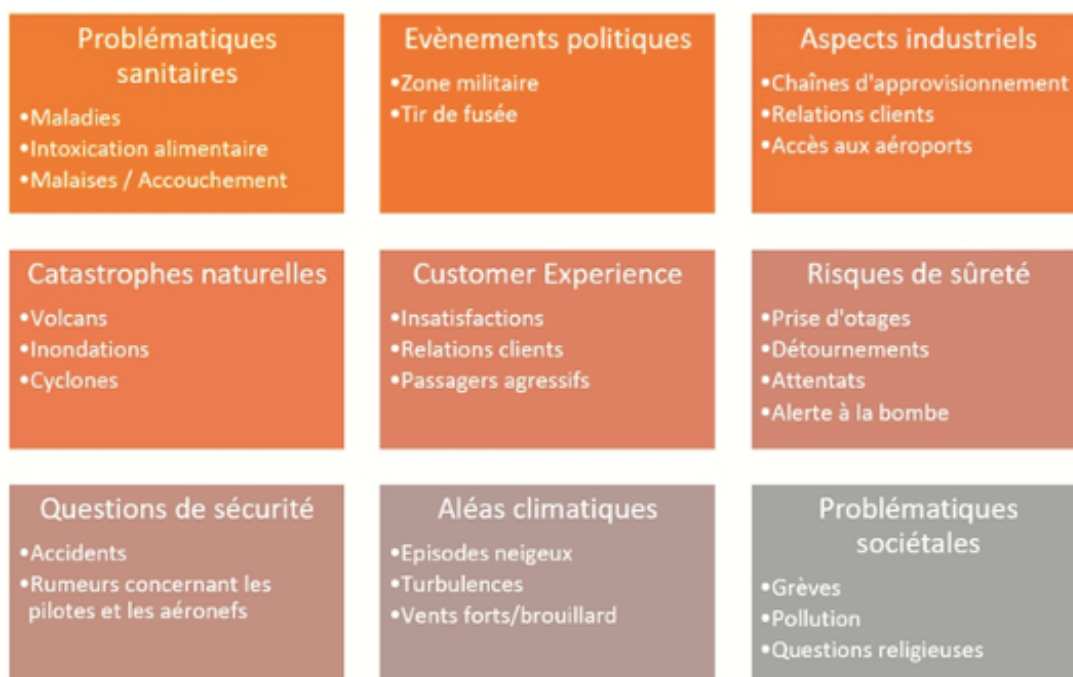 Problématiques
sanitaires
•Maladies
•Intoxication alimentaire
•Malaises / Accouchement
Evènements politiques
•Zone militaire
•Tir de fusée
Aspects industriels
•Chaînes d'approvisionnement
•Relations clients
•Accès aux aéroports
Catastrophes naturelles
•Volcans
•Inondations
•Cyclones
Customer Experience
•Insatisfactions
•Relations clients
•Passagers agressifs
Risques de sûreté
•Prise d'otages
•Détournements
•Attentats
•Alerte à la bombe
Questions de sécurité
•Accidents
•Rumeurs concernant les
pilotes et les aéronefs
Aléas climatiques
•Episodes neigeux
•Turbulences
•Vents forts/brouillard
Problématiques
sociétales
•Grèves
•Pollution
•Questions religieuses